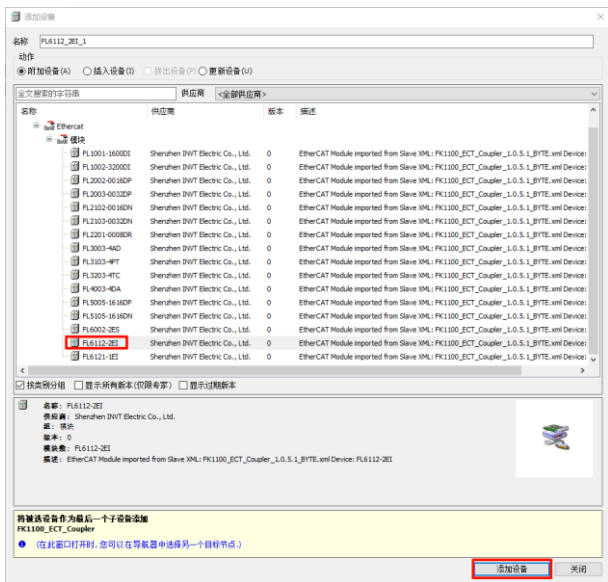 添加设备
名称 FL6112_2EI_1
动作
附加设备(A) 插入设备(I) 拔出设备(P) 更新设备(U)
全文搜索的字符串 供应商 <全部供应商>
名称 供应商 版本 描述
Ethercat
模块
FL1001-1600DI Shenzhen INVT Electric Co., Ltd. 0 EtherCAT Module imported from Slave XML: FK1100_ECT_Coupler_1.0.5.1_BYTE.xml Device:
FL1002-3200DI Shenzhen INVT Electric Co., Ltd. 0 EtherCAT Module imported from Slave XML: FK1100_ECT_Coupler_1.0.5.1_BYTE.xml Device:
FL2002-0016DP Shenzhen INVT Electric Co., Ltd. 0 EtherCAT Module imported from Slave XML: FK1100_ECT_Coupler_1.0.5.1_BYTE.xml Device:
FL2003-0032DP Shenzhen INVT Electric Co., Ltd. 0 EtherCAT Module imported from Slave XML: FK1100_ECT_Coupler_1.0.5.1_BYTE.xml Device:
FL2102-0016DN Shenzhen INVT Electric Co., Ltd. 0 EtherCAT Module imported from Slave XML: FK1100_ECT_Coupler_1.0.5.1_BYTE.xml Device:
FL2103-0032DN Shenzhen INVT Electric Co., Ltd. 0 EtherCAT Module imported from Slave XML: FK1100_ECT_Coupler_1.0.5.1_BYTE.xml Device:
FL2201-0008DR Shenzhen INVT Electric Co., Ltd. 0 EtherCAT Module imported from Slave XML: FK1100_ECT_Coupler_1.0.5.1_BYTE.xml Device:
FL3003-4AD Shenzhen INVT Electric Co., Ltd. 0 EtherCAT Module imported from Slave XML: FK1100_ECT_Coupler_1.0.5.1_BYTE.xml Device:
FL3103-4PT Shenzhen INVT Electric Co., Ltd. 0 EtherCAT Module imported from Slave XML: FK1100_ECT_Coupler_1.0.5.1_BYTE.xml Device:
FL3203-4TC Shenzhen INVT Electric Co., Ltd. 0 EtherCAT Module imported from Slave XML: FK1100_ECT_Coupler_1.0.5.1_BYTE.xml Device:
FL4003-4DA Shenzhen INVT Electric Co., Ltd. 0 EtherCAT Module imported from Slave XML: FK1100_ECT_Coupler_1.0.5.1_BYTE.xml Device:
FL5005-1616DP Shenzhen INVT Electric Co., Ltd. 0 EtherCAT Module imported from Slave XML: FK1100_ECT_Coupler_1.0.5.1_BYTE.xml Device:
FL5105-1616DN Shenzhen INVT Electric Co., Ltd. 0 EtherCAT Module imported from Slave XML: FK1100_ECT_Coupler_1.0.5.1_BYTE.xml Device:
FL6002-2ES Shenzhen INVT Electric Co., Ltd. 0 EtherCAT Module imported from Slave XML: FK1100_ECT_Coupler_1.0.5.1_BYTE.xml Device:
FL6112-2EI Shenzhen INVT Electric Co., Ltd. 0 EtherCAT Module imported from Slave XML: FK1100_ECT_Coupler_1.0.5.1_BYTE.xml Device:
FL6121-1EI Shenzhen INVT Electric Co., Ltd. 0 EtherCAT Module imported from Slave XML: FK1100_ECT_Coupler_1.0.5.1_BYTE.xml Device:
按类别分组 显示所有版本(仅限专家) 显示过期版本
名称: FL6112-2EI
供应商: Shenzhen INVT Electric Co., Ltd.
组: 模块
版本: 0
模块数: FL6112-2EI
描述: EtherCAT Module imported from Slave XML: FK1100_ECT_Coupler_1.0.5.1_BYTE.xml Device: FL6112-2EI
将被选设备作为最后一个子设备添加
FK1100_ECT_Coupler
(在此窗口打开时,您可以在导航器中选择另一个目标节点.)
添加设备 关闭